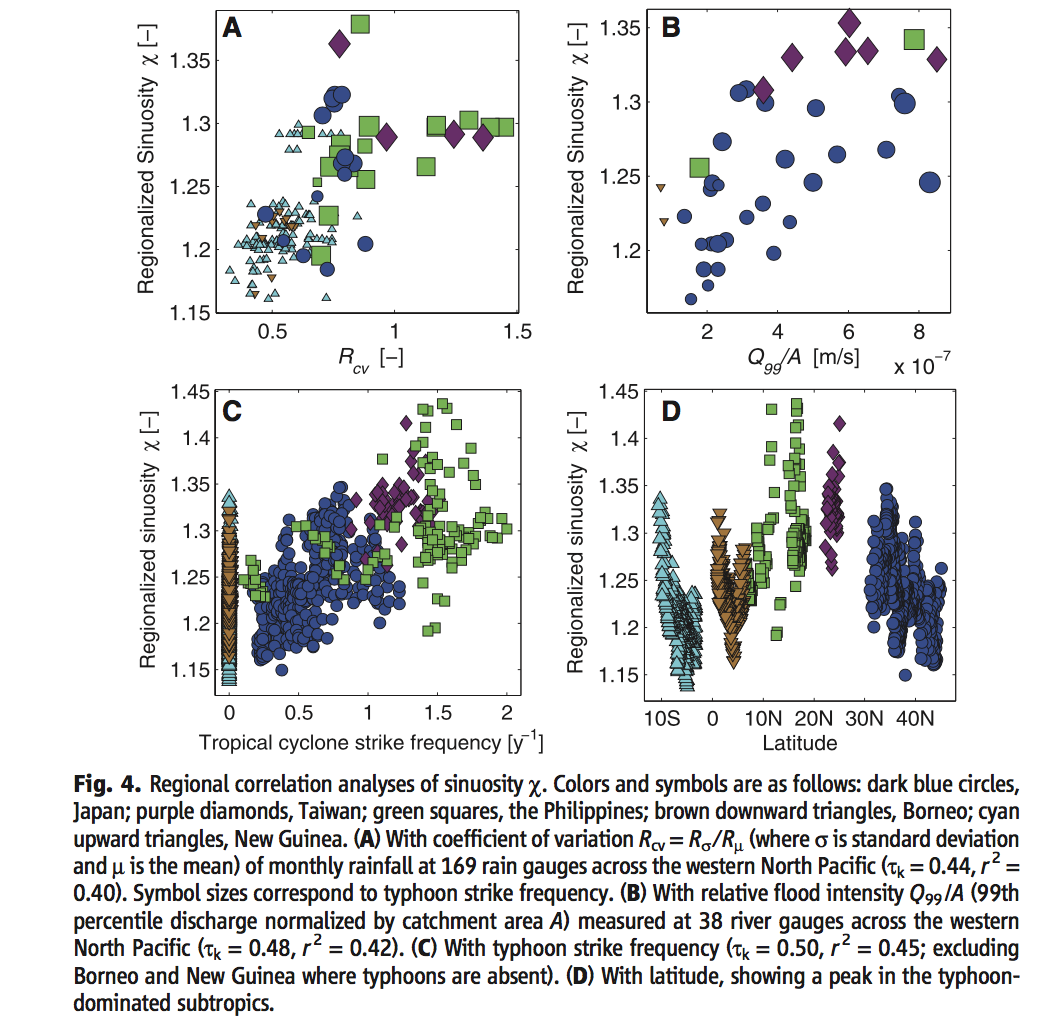 A
Regionalized Sinuosity χ [–]
1.35
1.3
1.25
1.2
1.15
0.5
1
1.5
R_cv [–]
B
Regionalized Sinuosity χ [–]
1.35
1.3
1.25
1.2
2
4
6
8
Q_99/A [m/s]
x 10^-7
C
Regionalized sinuosity χ [–]
1.45
1.4
1.35
1.3
1.25
1.2
1.15
0
0.5
1
1.5
2
Tropical cyclone strike frequency [y^-1]
D
Regionalized sinuosity χ [–]
1.45
1.4
1.35
1.3
1.25
1.2
1.15
10S
0
10N
20N
30N
40N
Latitude
Fig. 4. Regional correlation analyses of sinuosity χ. Colors and symbols are as follows: dark blue circles,
Japan; purple diamonds, Taiwan; green squares, the Philippines; brown downward triangles, Borneo; cyan
upward triangles, New Guinea. (A) With coefficient of variation R_cv = R_σ/R_μ (where σ is standard deviation
and μ is the mean) of monthly rainfall at 169 rain gauges across the western North Pacific (τ_k = 0.44, r² =
0.40). Symbol sizes correspond to typhoon strike frequency. (B) With relative flood intensity Q_99/A (99th
percentile discharge normalized by catchment area A) measured at 38 river gauges across the western
North Pacific (τ_k = 0.48, r² = 0.42). (C) With typhoon strike frequency (τ_k = 0.50, r² = 0.45; excluding
Borneo and New Guinea where typhoons are absent). (D) With latitude, showing a peak in the typhoon-
dominated subtropics.